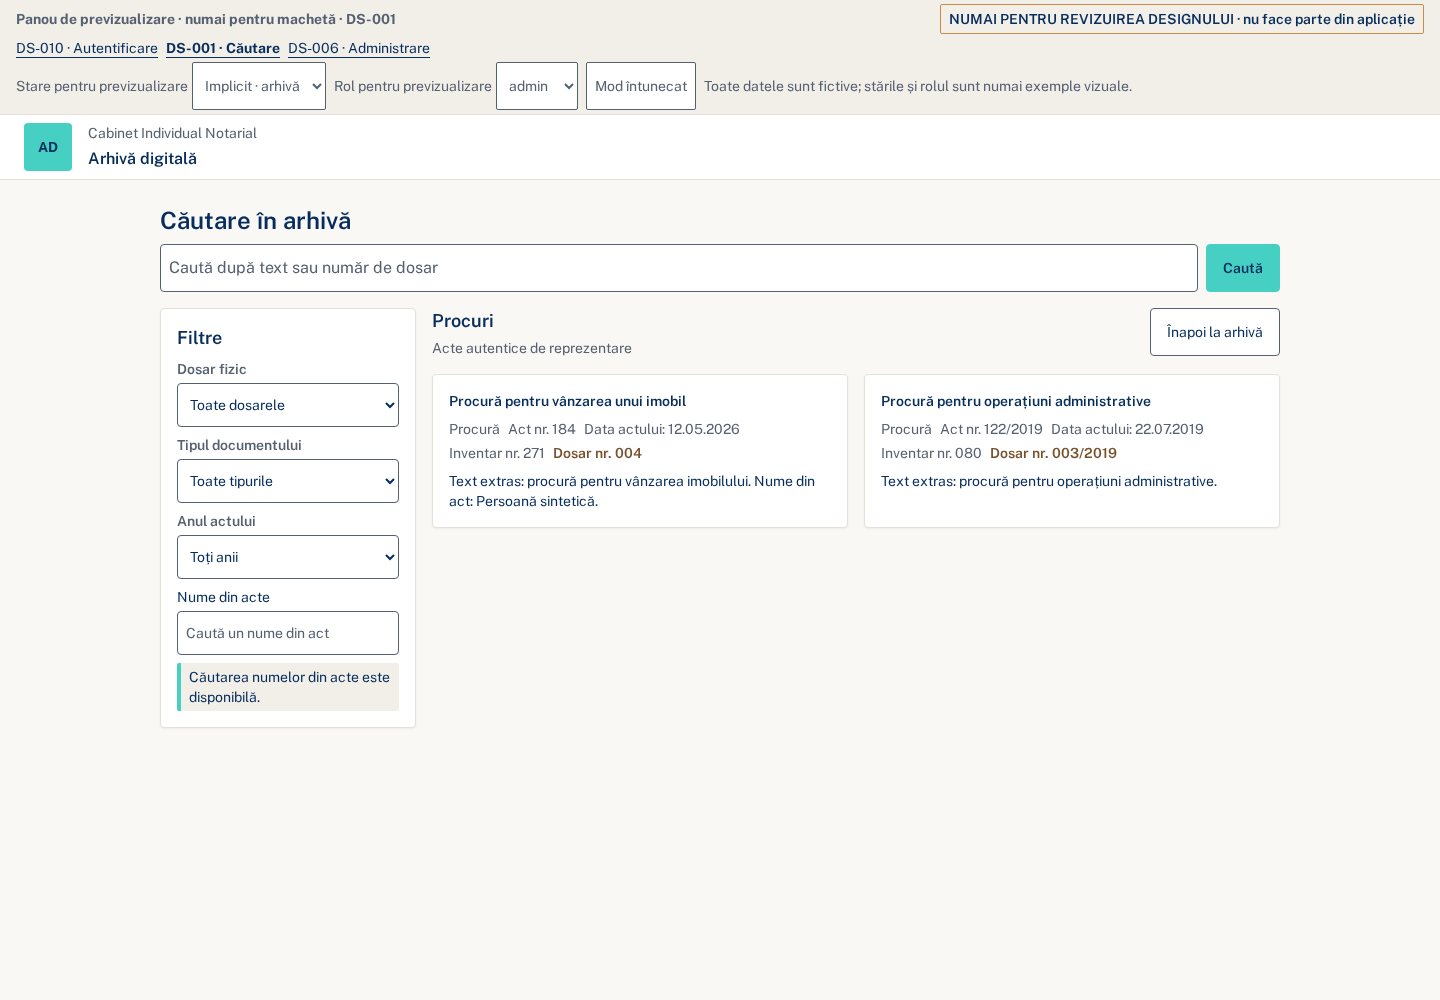 Panou de previzualizare · numai pentru machetă · DS-001
NUMAI PENTRU REVIZUIREA DESIGNULUI · nu face parte din aplicație
DS-010 · Autentificare DS-001 · Căutare DS-006 · Administrare
Stare pentru previzualizare Implicit · arhivă Rol pentru previzualizare admin Mod întunecat Toate datele sunt fictive; stările și rolul sunt numai exemple vizuale.
AD
Cabinet Individual Notarial
Arhivă digitală
Căutare în arhivă
Caută după text sau număr de dosar
Caută
Filtre
Dosar fizic
Toate dosarele
Tipul documentului
Toate tipurile
Anul actului
Toți anii
Nume din acte
Caută un nume din act
Căutarea numelor din acte este
disponibilă.
Procuri
Acte autentice de reprezentare
Înapoi la arhivă
Procură pentru vânzarea unui imobil
Procură Act nr. 184 Data actului: 12.05.2026
Inventar nr. 271 Dosar nr. 004
Text extras: procură pentru vânzarea imobilului. Nume din
act: Persoană sintetică.
Procură pentru operațiuni administrative
Procură Act nr. 122/2019 Data actului: 22.07.2019
Inventar nr. 080 Dosar nr. 003/2019
Text extras: procură pentru operațiuni administrative.